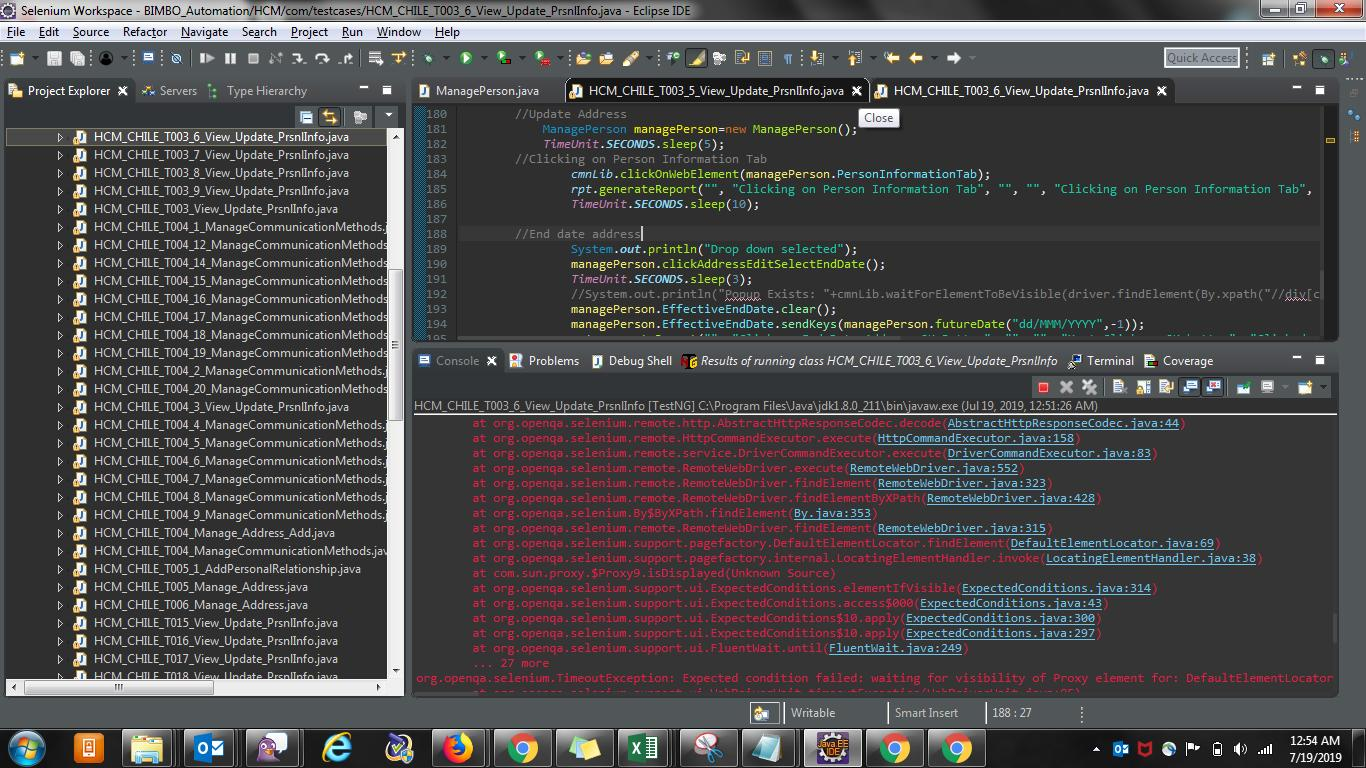 Selenium Workspace - BIMBO_Automation/HCM/com/testcases/HCM_CHILE_T003_6_View_Update_PrsnlInfo.java - Eclipse IDE
File Edit Source Refactor Navigate Search Project Run Window Help
Quick Access
Project Explorer Servers Type Hierarchy
HCM_CHILE_T003_6_View_Update_PrsnlInfo.java
HCM_CHILE_T003_7_View_Update_PrsnlInfo.java
HCM_CHILE_T003_8_View_Update_PrsnlInfo.java
HCM_CHILE_T003_9_View_Update_PrsnlInfo.java
HCM_CHILE_T003_View_Update_PrsnlInfo.java
HCM_CHILE_T004_1_ManageCommunicationMethods.j
HCM_CHILE_T004_12_ManageCommunicationMethods
HCM_CHILE_T004_14_ManageCommunicationMethods
HCM_CHILE_T004_15_ManageCommunicationMethods
HCM_CHILE_T004_16_ManageCommunicationMethods
HCM_CHILE_T004_17_ManageCommunicationMethods
HCM_CHILE_T004_18_ManageCommunicationMethods
HCM_CHILE_T004_19_ManageCommunicationMethods
HCM_CHILE_T004_2_ManageCommunicationMethods.j
HCM_CHILE_T004_20_ManageCommunicationMethods
HCM_CHILE_T004_3_View_Update_PrsnlInfo.java
HCM_CHILE_T004_4_ManageCommunicationMethods.j
HCM_CHILE_T004_5_ManageCommunicationMethods.j
HCM_CHILE_T004_6_ManageCommunicationMethods.j
HCM_CHILE_T004_7_ManageCommunicationMethods.j
HCM_CHILE_T004_8_ManageCommunicationMethods.j
HCM_CHILE_T004_9_ManageCommunicationMethods.j
HCM_CHILE_T004_Manage_Address_Add.java
HCM_CHILE_T004_ManageCommunicationMethods.jav
HCM_CHILE_T005_1_AddPersonalRelationship.java
HCM_CHILE_T005_Manage_Address.java
HCM_CHILE_T006_Manage_Address.java
HCM_CHILE_T015_View_Update_PrsnlInfo.java
HCM_CHILE_T016_View_Update_PrsnlInfo.java
HCM_CHILE_T017_View_Update_PrsnlInfo.java
HCM_CHILE_T018_View_Update_PrsnlInfo.java
ManagePerson.java HCM_CHILE_T003_5_View_Update_PrsnlInfo.java HCM_CHILE_T003_6_View_Update_PrsnlInfo.java
Close
180 //Update Address
181 ManagePerson managePerson=new ManagePerson();
182 TimeUnit.SECONDS.sleep(5);
183 //Clicking on Person Information Tab
184 cmnLib.clickOnWebElement(managePerson.PersonInformationTab);
185 rpt.generateReport("", "Clicking on Person Information Tab", "", "", "Clicking on Person Information Tab",
186 TimeUnit.SECONDS.sleep(10);
187
188 //End date address
189 System.out.println("Drop down selected");
190 managePerson.clickAddressEditSelectEndDate();
191 TimeUnit.SECONDS.sleep(3);
192 //System.out.println("Popup Exists: "+cmnLib.waitForElementToBeVisible(driver.findElement(By.xpath("//div[c
193 managePerson.EffectiveEndDate.clear();
194 managePerson.EffectiveEndDate.sendKeys(managePerson.futureDate("dd/MMM/YYYY",-1));
195
Console Problems Debug Shell Results of running class HCM_CHILE_T003_6_View_Update_PrsnlInfo Terminal Coverage
HCM_CHILE_T003_6_View_Update_PrsnlInfo [TestNG] C:\Program Files\Java\jdk1.8.0_211\bin\javaw.exe (Jul 19, 2019, 12:51:26 AM)
at org.openqa.selenium.remote.http.AbstractHttpResponseCodec.decode(AbstractHttpResponseCodec.java:44)
at org.openqa.selenium.remote.HttpCommandExecutor.execute(HttpCommandExecutor.java:158)
at org.openqa.selenium.remote.service.DriverCommandExecutor.execute(DriverCommandExecutor.java:83)
at org.openqa.selenium.remote.RemoteWebDriver.execute(RemoteWebDriver.java:552)
at org.openqa.selenium.remote.RemoteWebDriver.findElement(RemoteWebDriver.java:323)
at org.openqa.selenium.remote.RemoteWebDriver.findElementByXPath(RemoteWebDriver.java:428)
at org.openqa.selenium.By$ByXPath.findElement(By.java:353)
at org.openqa.selenium.remote.RemoteWebDriver.findElement(RemoteWebDriver.java:315)
at org.openqa.selenium.support.pagefactory.DefaultElementLocator.findElement(DefaultElementLocator.java:69)
at org.openqa.selenium.support.pagefactory.internal.LocatingElementHandler.invoke(LocatingElementHandler.java:38)
at com.sun.proxy.$Proxy9.isDisplayed(Unknown Source)
at org.openqa.selenium.support.ui.ExpectedConditions.elementIfVisible(ExpectedConditions.java:314)
at org.openqa.selenium.support.ui.ExpectedConditions.access$000(ExpectedConditions.java:43)
at org.openqa.selenium.support.ui.ExpectedConditions$10.apply(ExpectedConditions.java:300)
at org.openqa.selenium.support.ui.ExpectedConditions$10.apply(ExpectedConditions.java:297)
at org.openqa.selenium.support.ui.FluentWait.until(FluentWait.java:249)
... 27 more
org.openqa.selenium.TimeoutException: Expected condition failed: waiting for visibility of Proxy element for: DefaultElementLocator
Writable Smart Insert 188 : 27
Java EE IDE
12:54 AM
7/19/2019